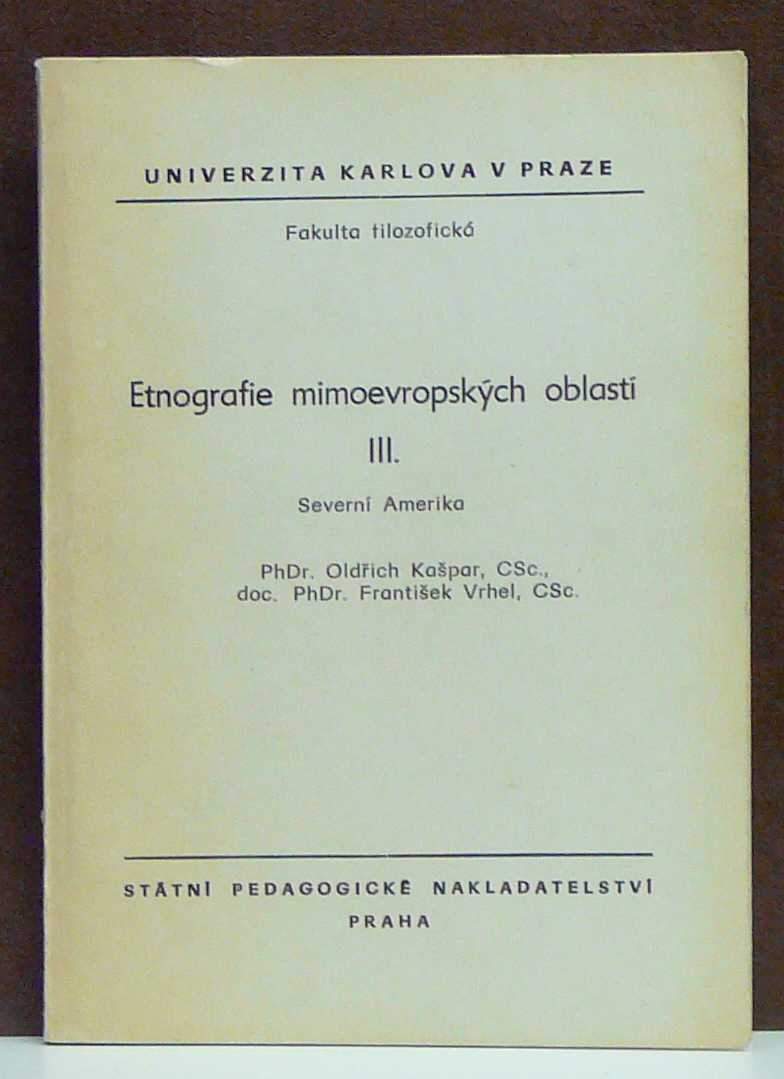 UNIVERZITA KARLOVA V PRAZE
Fakulta filozofická
Etnografie mimoevropských oblastí
III.
Severní Amerika
PhDr. Oldřich Kašpar, CSc.,
doc. PhDr. František Vrhel, CSc.
STÁTNÍ PEDAGOGICKÉ NAKLADATELSTVÍ
PRAHA